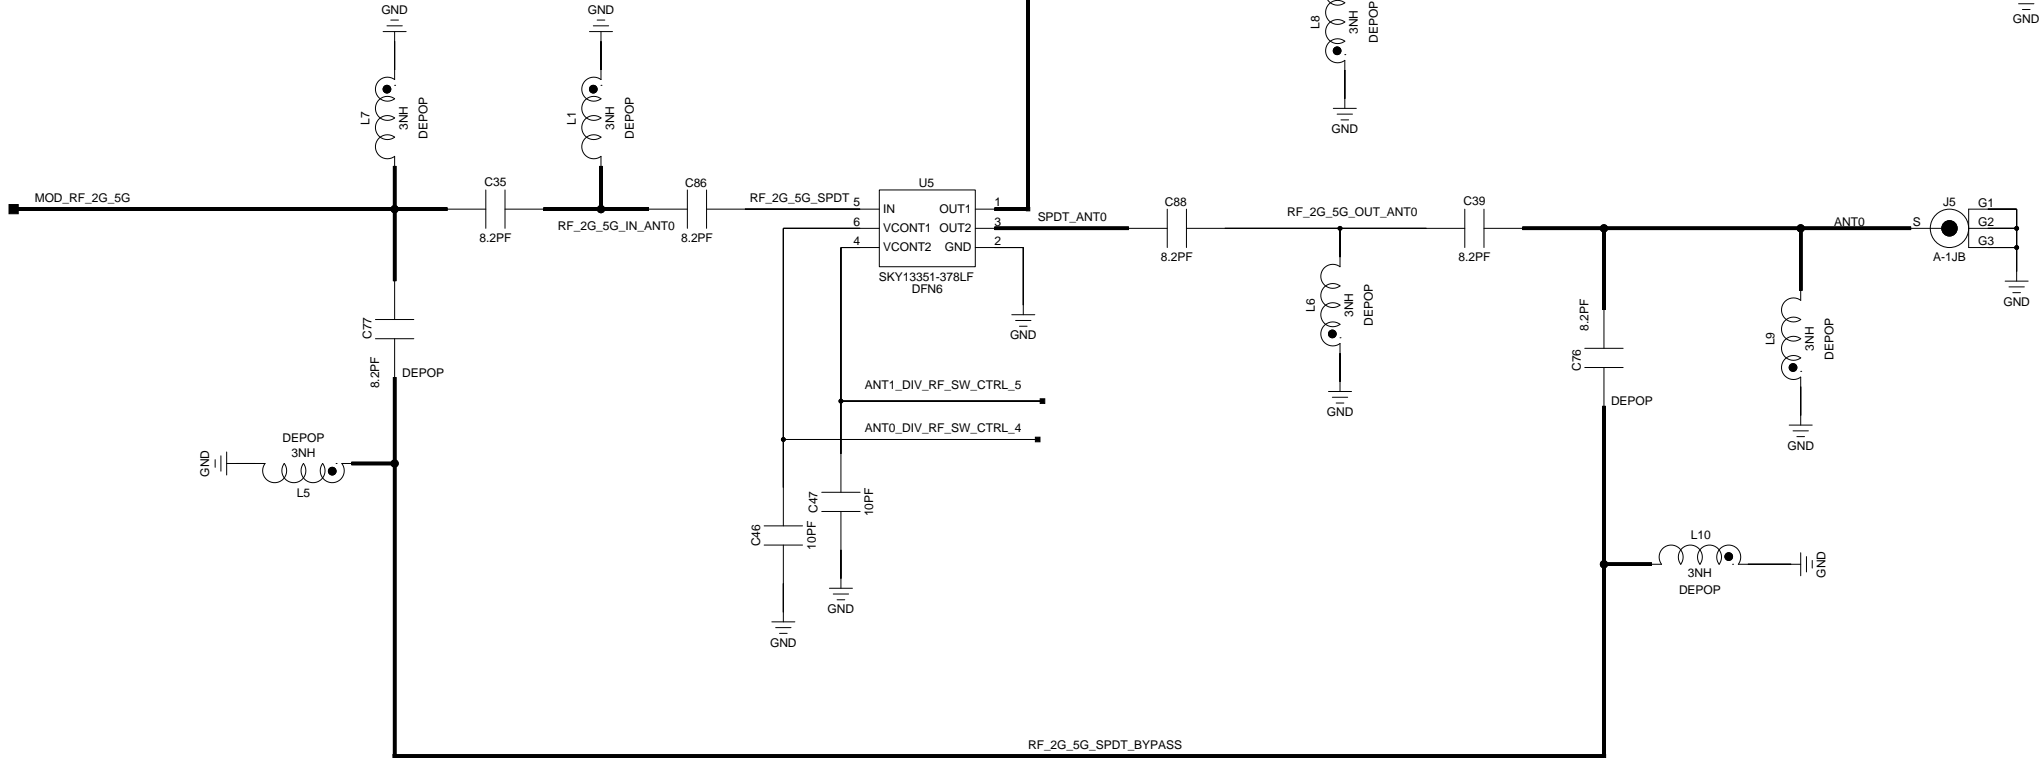 GND
GND
L8
3NH
DEPOP
GND
L7
3NH
DEPOP
L1
3NH
DEPOP
GND
MOD_RF_2G_5G
C35
8.2PF
RF_2G_5G_IN_ANT0
C86
8.2PF
RF_2G_5G_SPDT
U5
5
IN
OUT1
1
6
VCONT1
OUT2
3
4
VCONT2
GND
2
SKY13351-378LF
DFN6
GND
SPDT_ANT0
C88
8.2PF
RF_2G_5G_OUT_ANT0
C39
8.2PF
ANT0
S
J5
G1
G2
G3
A-1JB
GND
L6
3NH
DEPOP
GND
8.2PF
C76
DEPOP
L9
3NH
DEPOP
GND
C77
8.2PF
DEPOP
ANT1_DIV_RF_SW_CTRL_5
ANT0_DIV_RF_SW_CTRL_4
GND
DEPOP
3NH
L5
C47
10PF
GND
C46
10PF
GND
L10
3NH
DEPOP
GND
RF_2G_5G_SPDT_BYPASS